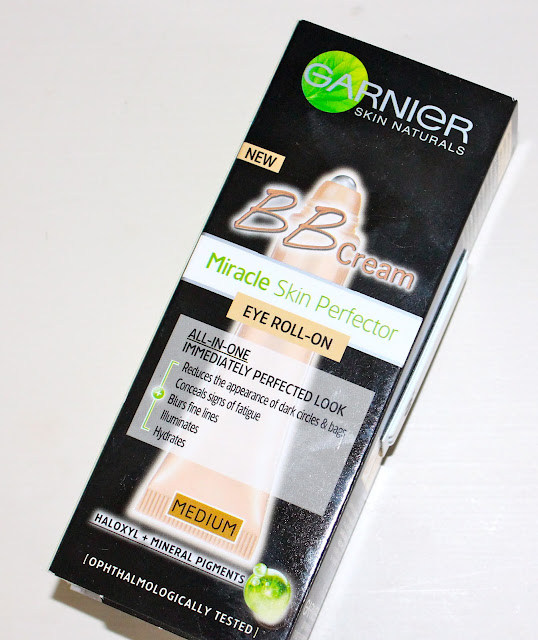 GARNIER
SKIN NATURALS
NEW
BB Cream
Miracle Skin Perfector
EYE ROLL-ON
ALL-IN-ONE
IMMEDIATELY PERFECTED LOOK
Reduces the appearance of dark circles & bags
Conceals signs of fatigue
Blurs fine lines
Illuminates
Hydrates
MEDIUM
HALOXYL + MINERAL PIGMENTS
[OPHTHALMOLOGICALLY TESTED]